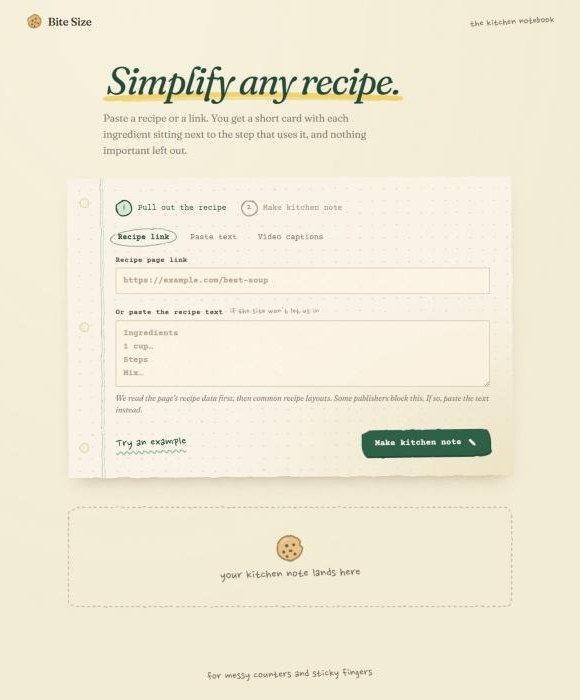 Bite Size
the kitchen notebook
Simplify any recipe.
Paste a recipe or a link. You get a short card with each
ingredient sitting next to the step that uses it, and nothing
important left out.
1 Pull out the recipe 2 Make kitchen note
Recipe link Paste text Video captions
Recipe page link
https://example.com/best-soup
Or paste the recipe text · if the site won't let us in
Ingredients
1 cup…
Steps
Mix…
We read the page's recipe data first, then common recipe layouts. Some publishers block this. If so, paste the text
instead.
Try an example
Make kitchen note
your kitchen note lands here
for messy counters and sticky fingers